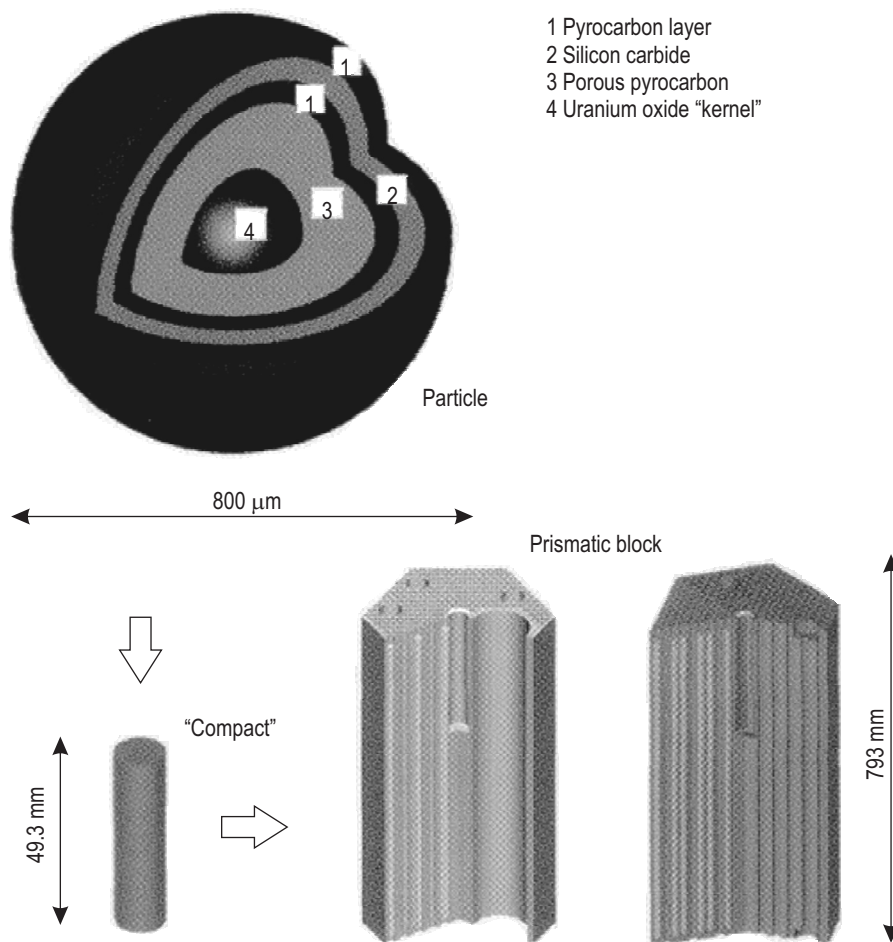 1 Pyrocarbon layer
2 Silicon carbide
3 Porous pyrocarbon
4 Uranium oxide “kernel”
1
1
2
3
4
Particle
800 μm
Prismatic block
“Compact”
49.3 mm
793 mm